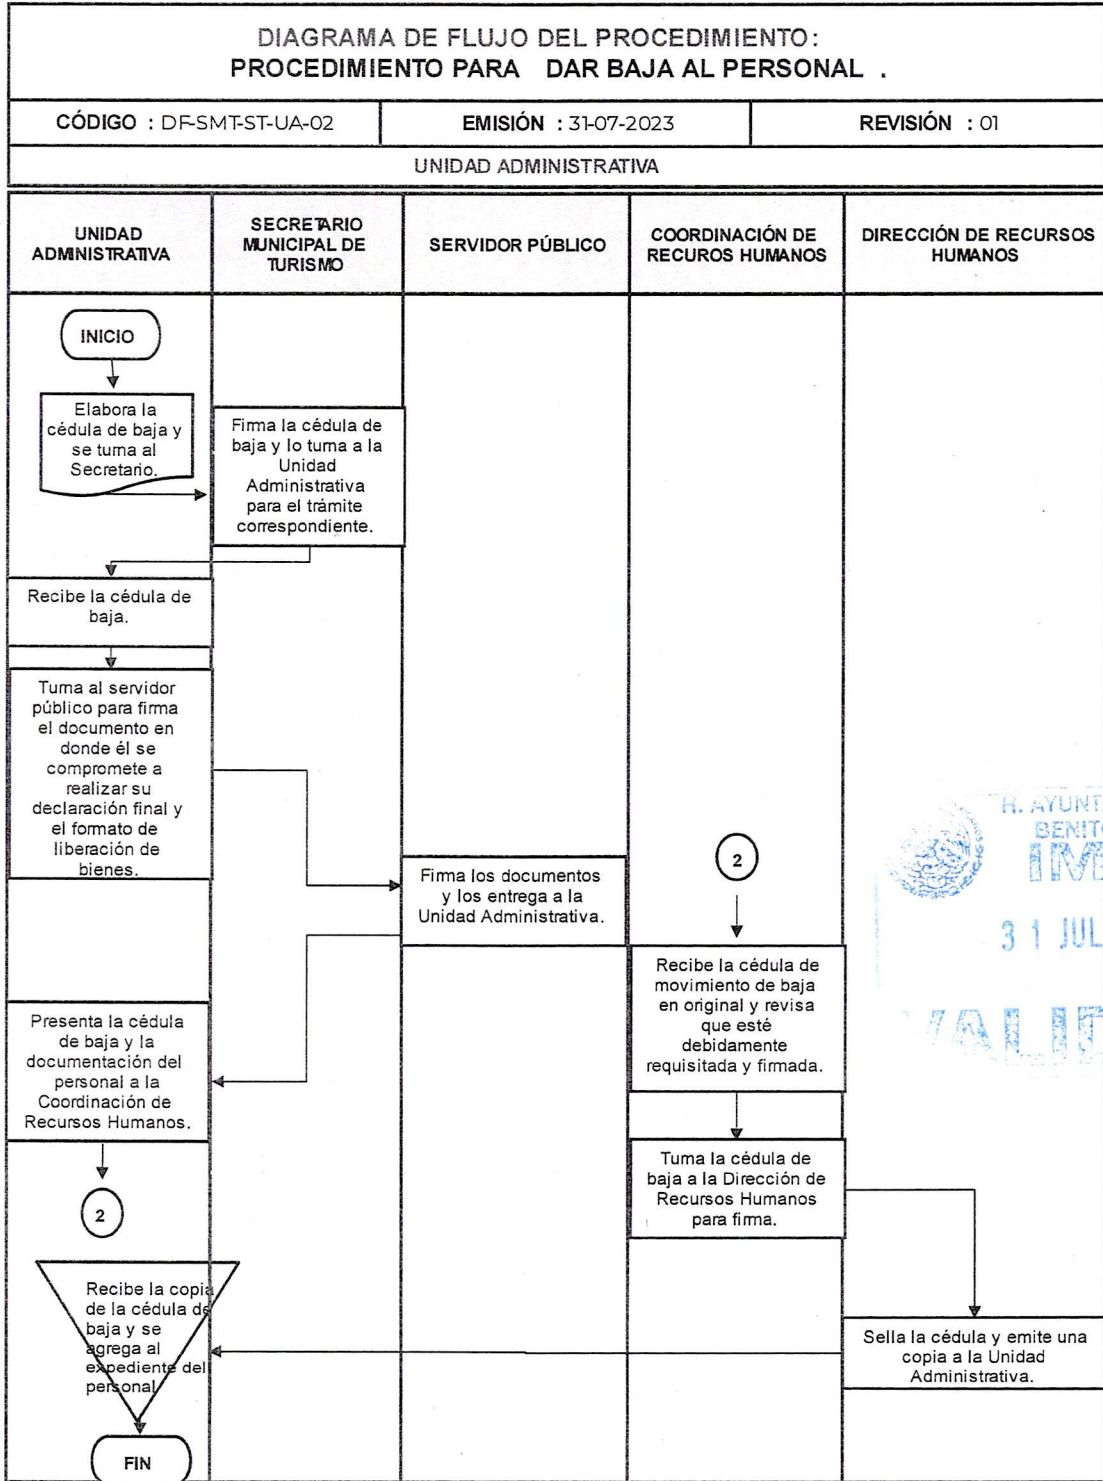 DIAGRAMA DE FLUJO DEL PROCEDIMIENTO:
PROCEDIMIENTO PARA DAR BAJA AL PERSONAL .
CÓDIGO : DF-SMT-ST-UA-02
EMISIÓN : 31-07-2023
REVISIÓN : 01
UNIDAD ADMINISTRATIVA
UNIDAD
ADMINISTRATIVA
SECRETARIO
MUNICIPAL DE
TURISMO
SERVIDOR PÚBLICO
COORDINACIÓN DE
RECUROS HUMANOS
DIRECCIÓN DE RECURSOS
HUMANOS
INICIO
Elabora la
cédula de baja y
se turna al
Secretario.
Firma la cédula de
baja y lo turna a la
Unidad
Administrativa
para el trámite
correspondiente.
Recibe la cédula de
baja.
Turna al servidor
público para firma
el documento en
donde él se
compromete a
realizar su
declaración final y
el formato de
liberación de
bienes.
Firma los documentos
y los entrega a la
Unidad Administrativa.
Presenta la cédula
de baja y la
documentación del
personal a la
Coordinación de
Recursos Humanos.
2
2
Recibe la cédula de
movimiento de baja
en original y revisa
que esté
debidamente
requisitada y firmada.
Turna la cédula de
baja a la Dirección de
Recursos Humanos
para firma.
Sella la cédula y emite una
copia a la Unidad
Administrativa.
Recibe la copia
de la cédula de
baja y se
agrega al
expediente del
personal
FIN
H. AYUNT
BENITO
IM
31 JUL
VALID